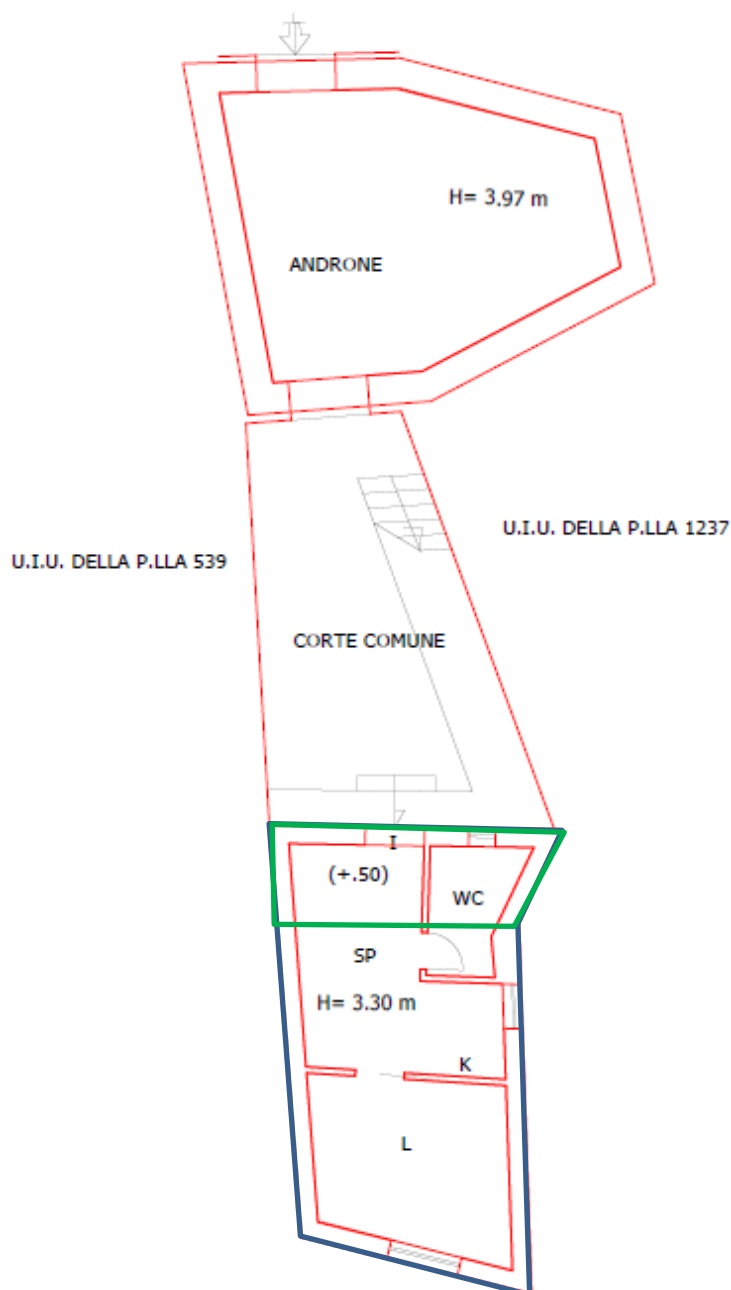 H= 3.97 m
ANDRONE
U.I.U. DELLA P.LLA 1237
U.I.U. DELLA P.LLA 539
CORTE COMUNE
I
(+.50)
WC
SP
H= 3.30 m
K
L